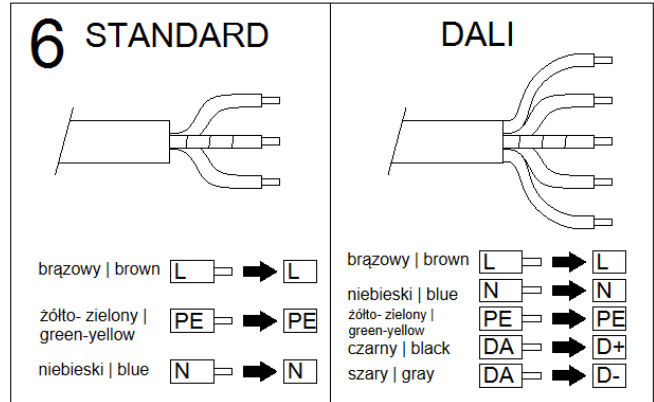 6 STANDARD
brązowy | brown L L
żółto- zielony |
green-yellow PE PE
niebieski | blue N N
DALI
brązowy | brown L L
niebieski | blue N N
żółto- zielony |
green-yellow PE PE
czarny | black DA D+
szary | gray DA D-